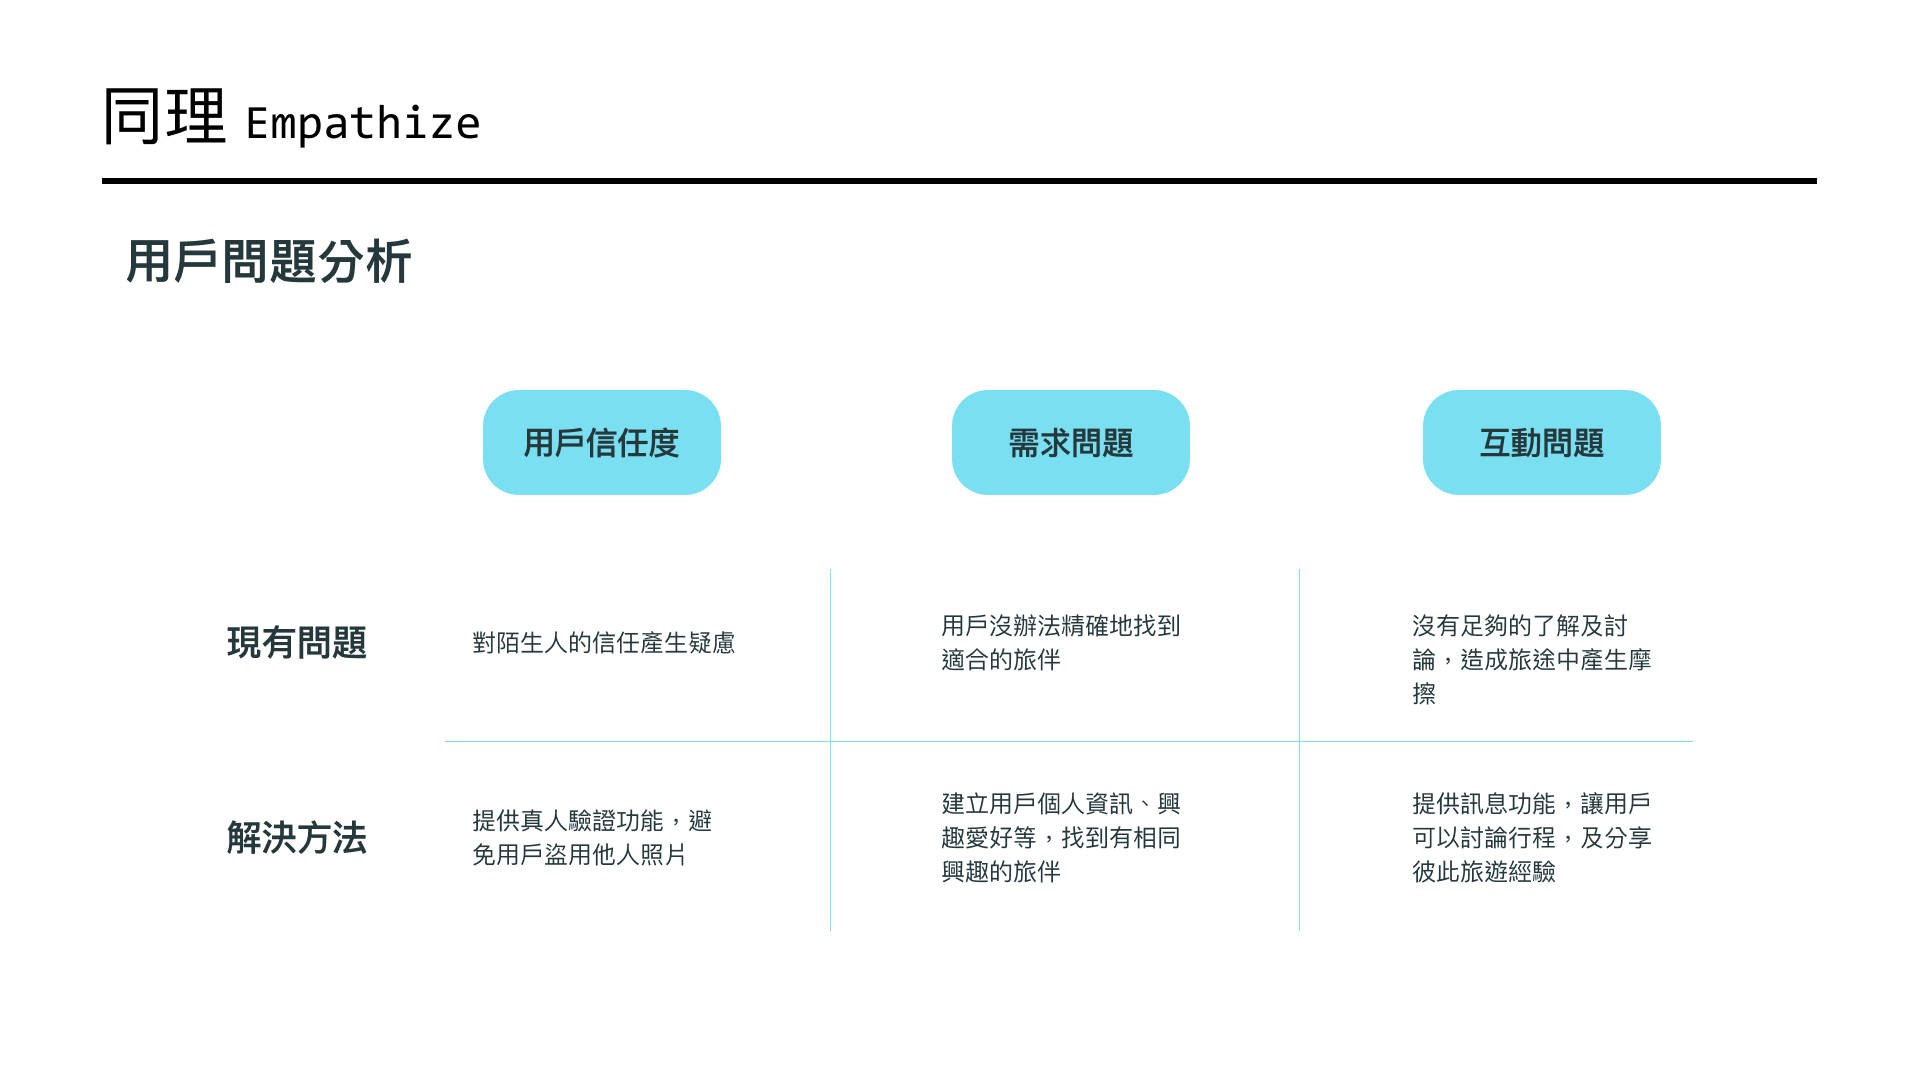 同理 Empathize
用戶問題分析
用戶信任度
需求問題
互動問題
現有問題
對陌生人的信任產生疑慮
用戶沒辦法精確地找到
適合的旅伴
沒有足夠的了解及討
論，造成旅途中產生摩
擦
解決方法
提供真人驗證功能，避
免用戶盜用他人照片
建立用戶個人資訊、興
趣愛好等，找到有相同
興趣的旅伴
提供訊息功能，讓用戶
可以討論行程，及分享
彼此旅遊經驗